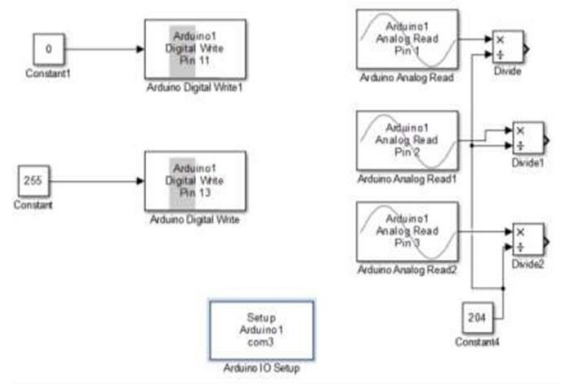 0
Constant1
Arduino1
Digital Write
Pin 11
Arduino Digital Write1
255
Constant
Arduino1
Digital Write
Pin 13
Arduino Digital Write
Arduino1
Analog Read
Pin 1
Arduino Analog Read
×
÷
Divide
Arduino1
Analog Read
Pin 2
Arduino Analog Read1
×
÷
Divide1
Arduino1
Analog Read
Pin 3
Arduino Analog Read2
×
÷
Divide2
204
Constant4
Setup
Arduino1
com3
Arduino IO Setup